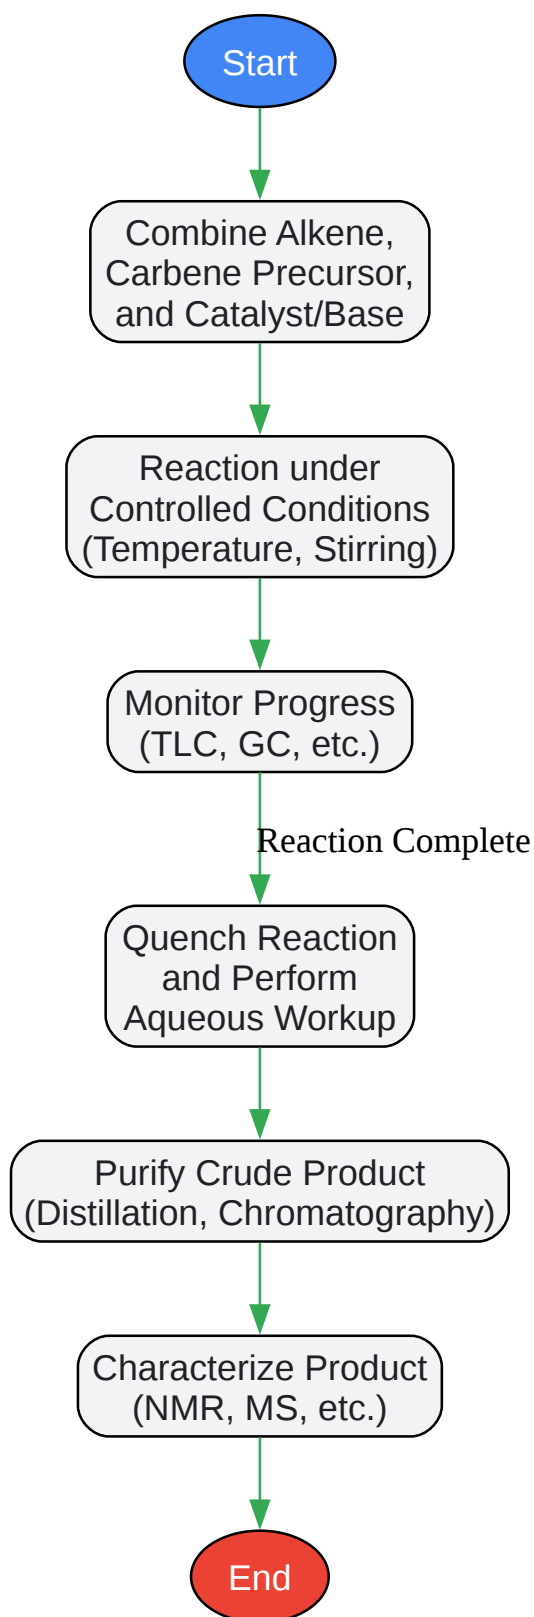 Start
Combine Alkene,
Carbene Precursor,
and Catalyst/Base
Reaction under
Controlled Conditions
(Temperature, Stirring)
Monitor Progress
(TLC, GC, etc.)
Reaction Complete
Quench Reaction
and Perform
Aqueous Workup
Purify Crude Product
(Distillation, Chromatography)
Characterize Product
(NMR, MS, etc.)
End